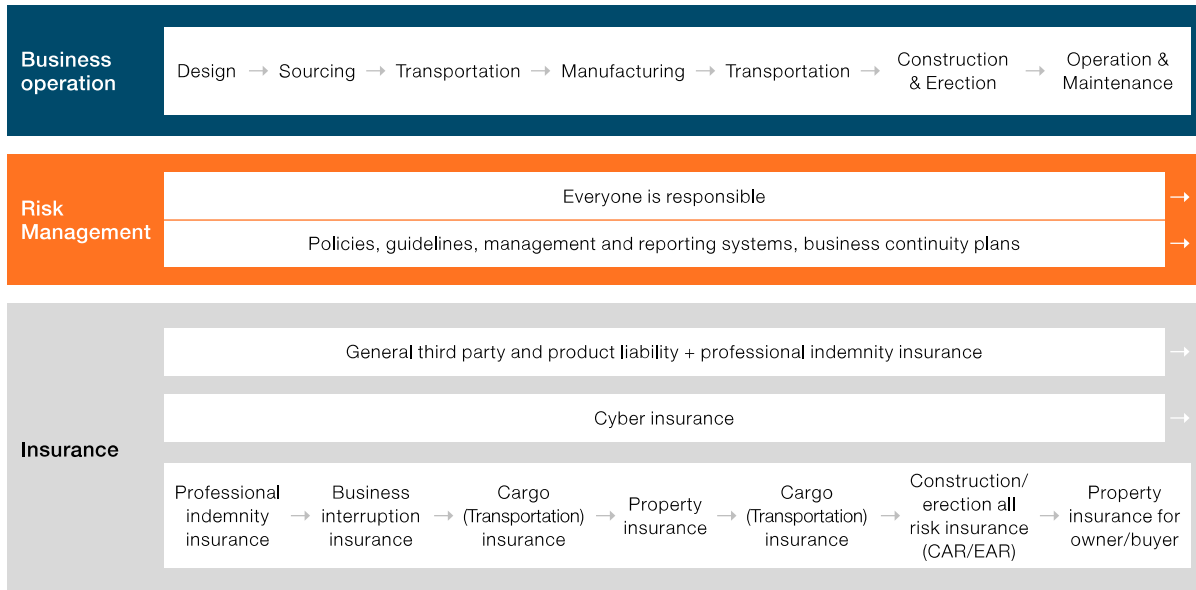 Business
operation
Design → Sourcing → Transportation → Manufacturing → Transportation → Construction & Erection → Operation & Maintenance
Risk
Management
Everyone is responsible →
Policies, guidelines, management and reporting systems, business continuity plans →
Insurance
General third party and product liability + professional indemnity insurance →
Cyber insurance →
Professional indemnity insurance → Business interruption insurance → Cargo (Transportation) insurance → Property insurance → Cargo (Transportation) insurance → Construction/ erection all risk insurance (CAR/EAR) → Property insurance for owner/buyer